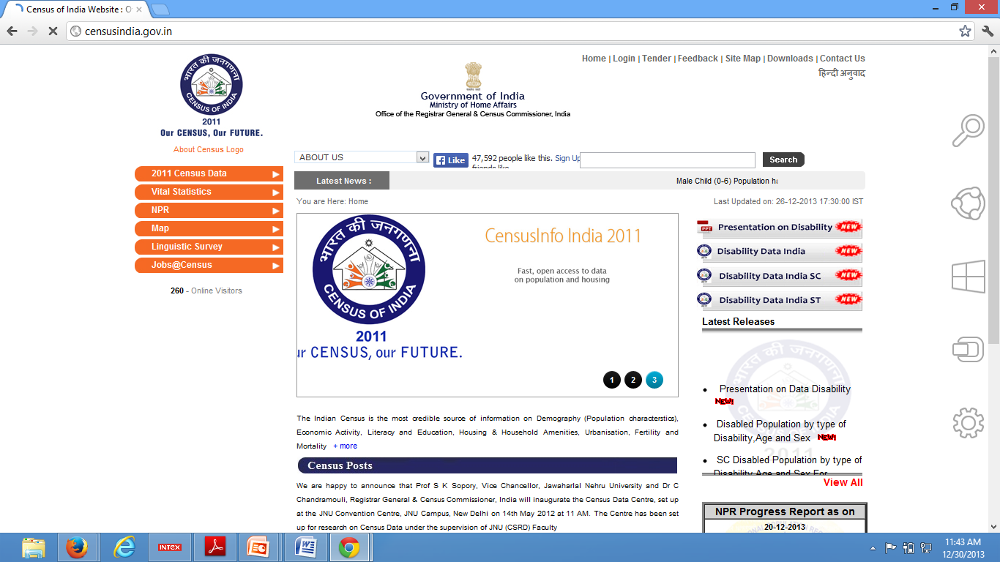 Census of India Website : O
censusindia.gov.in
Home | Login | Tender | Feedback | Site Map | Downloads | Contact Us
हिन्दी अनुवाद
भारत की जनगणना
CENSUS OF INDIA
2011
Our CENSUS, Our FUTURE.
About Census Logo
Government of India
Ministry of Home Affairs
Office of the Registrar General & Census Commissioner, India
ABOUT US
Like
47,592 people like this. Sign Up
friends like
Search
2011 Census Data
Vital Statistics
NPR
Map
Linguistic Survey
Jobs@Census
260 - Online Visitors
Latest News :
Male Child (0-6) Population ha
You are Here: Home
Last Updated on: 26-12-2013 17:30:00 IST
भारत की जनगणना
CENSUS OF INDIA
2011
ur CENSUS, our FUTURE.
CensusInfo India 2011
Fast, open access to data
on population and housing
1 2 3
PPT Presentation on Disability NEW
Disability Data India NEW
Disability Data India SC NEW
Disability Data India ST NEW
Latest Releases
भारत की जनगणना
2011
Presentation on Data Disability
NEW!
Disabled Population by type of
Disability,Age and Sex NEW!
SC Disabled Population by type of
Disability,Age and Sex For
View All
NPR Progress Report as on
20-12-2013
The Indian Census is the most credible source of information on Demography (Population characterstics),
Economic Activity, Literacy and Education, Housing & Household Amenities, Urbanisation, Fertility and
Mortality + more
Census Posts
We are happy to announce that Prof S K Sopory, Vice Chancellor, Jawaharlal Nehru University and Dr C
Chandramouli, Registrar General & Census Commissioner, India will inaugurate the Census Data Centre, set up
at the JNU Convention Centre, JNU Campus, New Delhi on 14th May 2012 at 11 AM. The Centre has been set
up for research on Census Data under the supervision of JNU (CSRD) Faculty
INTEX
11:43 AM
12/30/2013